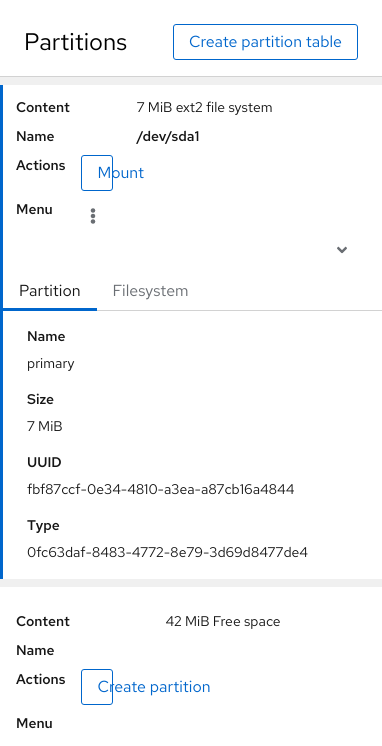 Partitions
Create partition table
Content 7 MiB ext2 file system
Name /dev/sda1
Actions Mount
Menu
Partition Filesystem
Name
primary
Size
7 MiB
UUID
fbf87ccf-0e34-4810-a3ea-a87cb16a4844
Type
0fc63daf-8483-4772-8e79-3d69d8477de4
Content 42 MiB Free space
Name
Actions Create partition
Menu